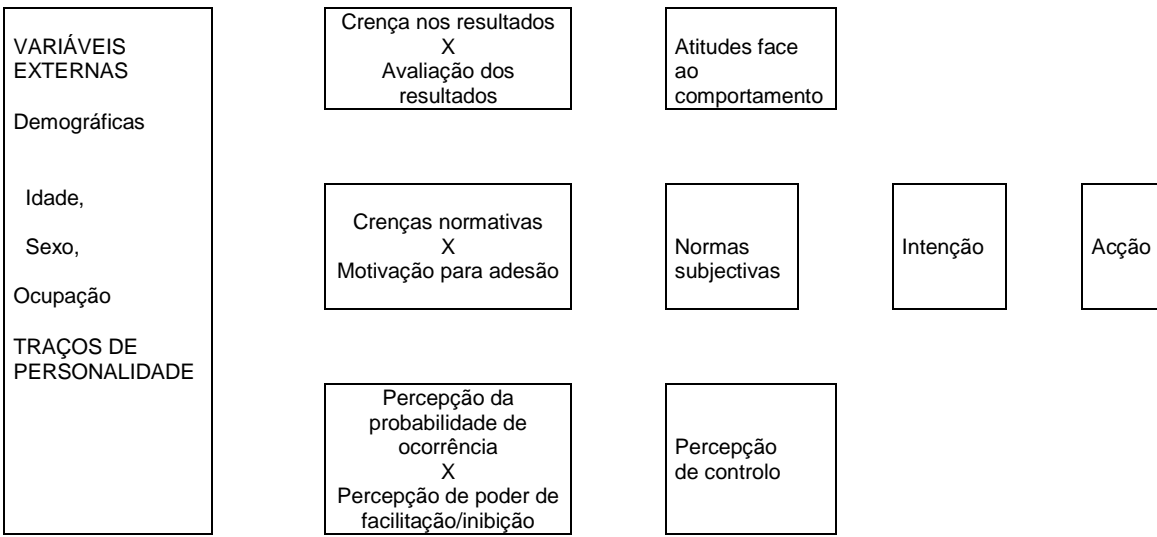 VARIÁVEIS
EXTERNAS
Demográficas
Idade,
Sexo,
Ocupação
TRAÇOS DE
PERSONALIDADE
Crença nos resultados
X
Avaliação dos
resultados
Atitudes face
ao
comportamento
Crenças normativas
X
Motivação para adesão
Normas
subjectivas
Intenção
Acção
Percepção da
probabilidade de
ocorrência
X
Percepção de poder de
facilitação/inibição
Percepção
de controlo